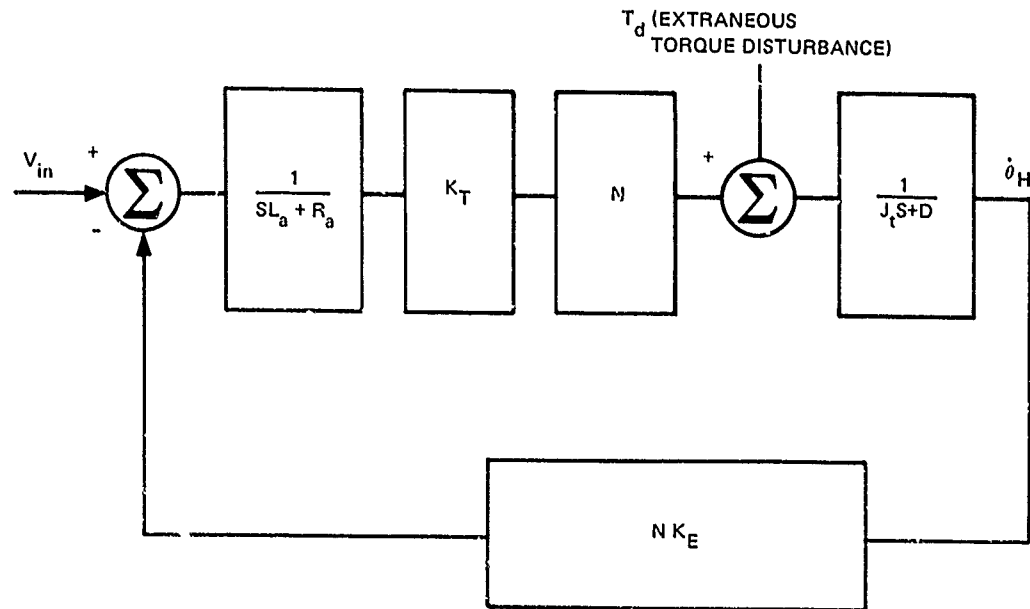 T_d (EXTRANEOUS
TORQUE DISTURBANCE)
V_in
+
-
Σ
1
SL_a + R_a
K_T
N
+
Σ
1
J_tS+D
θ̇_H
N K_E